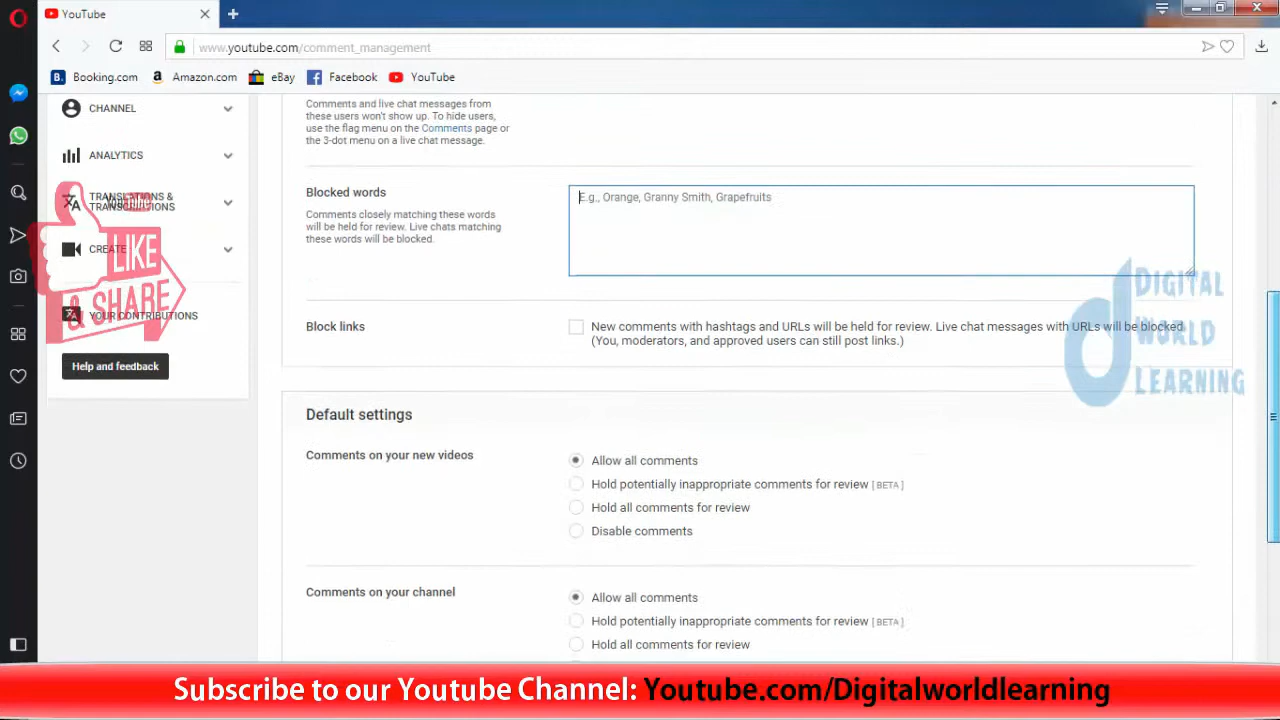 YouTube
www.youtube.com/comment_management
Booking.com
Amazon.com
eBay
Facebook
YouTube
CHANNEL
ANALYTICS
TRANSLATIONS &
TRANSCRIPTIONS
CREATE
YOUR CONTRIBUTIONS
Help and feedback
YouTube
LIKE
& SHARE
Comments and live chat messages from
these users won't show up. To hide users,
use the flag menu on the Comments page or
the 3-dot menu on a live chat message.
Blocked words
Comments closely matching these words
will be held for review. Live chats matching
these words will be blocked.
E.g., Orange, Granny Smith, Grapefruits
Block links
New comments with hashtags and URLs will be held for review. Live chat messages with URLs will be blocked.
(You, moderators, and approved users can still post links.)
DIGITAL
WORLD
LEARNING
Default settings
Comments on your new videos
Allow all comments
Hold potentially inappropriate comments for review [ BETA ]
Hold all comments for review
Disable comments
Comments on your channel
Allow all comments
Hold potentially inappropriate comments for review [ BETA ]
Hold all comments for review
Subscribe to our Youtube Channel: Youtube.com/Digitalworldlearning